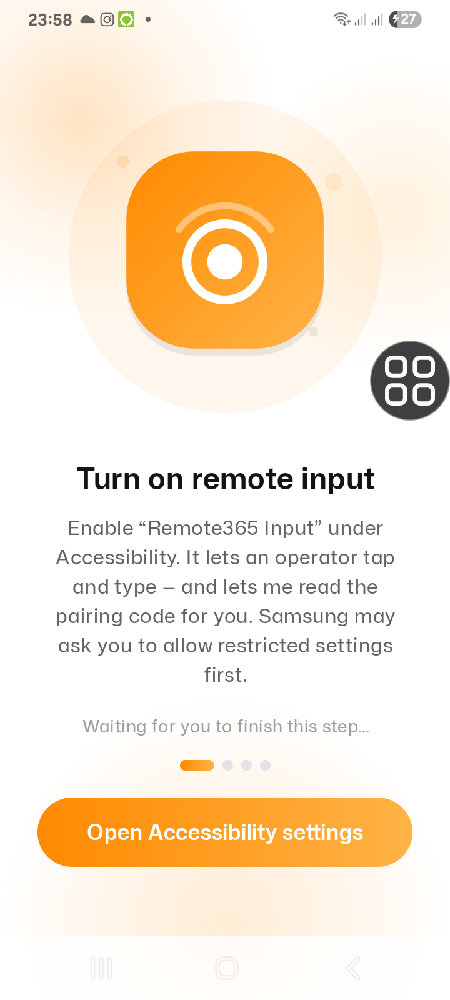 23:58
27
Turn on remote input
Enable “Remote365 Input” under
Accessibility. It lets an operator tap
and type — and lets me read the
pairing code for you. Samsung may
ask you to allow restricted settings
first.
Waiting for you to finish this step…
Open Accessibility settings